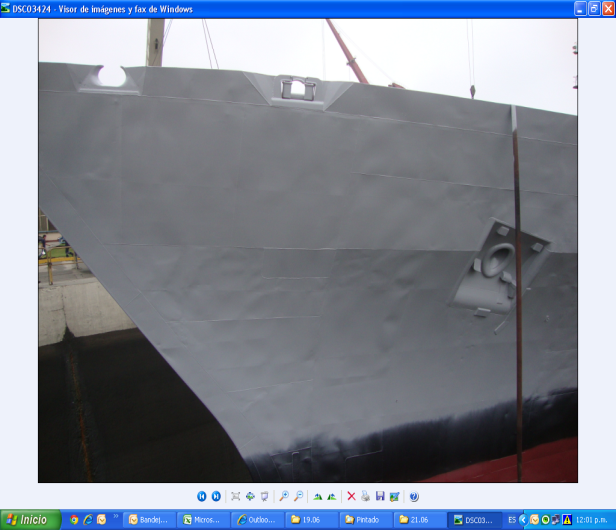 DSC03424 - Visor de imágenes y fax de Windows
Inicio
»
Bandej...
Micros...
Outloo...
19.06
Pintado
21.06
DSC03...
ES
12:01 p.m.